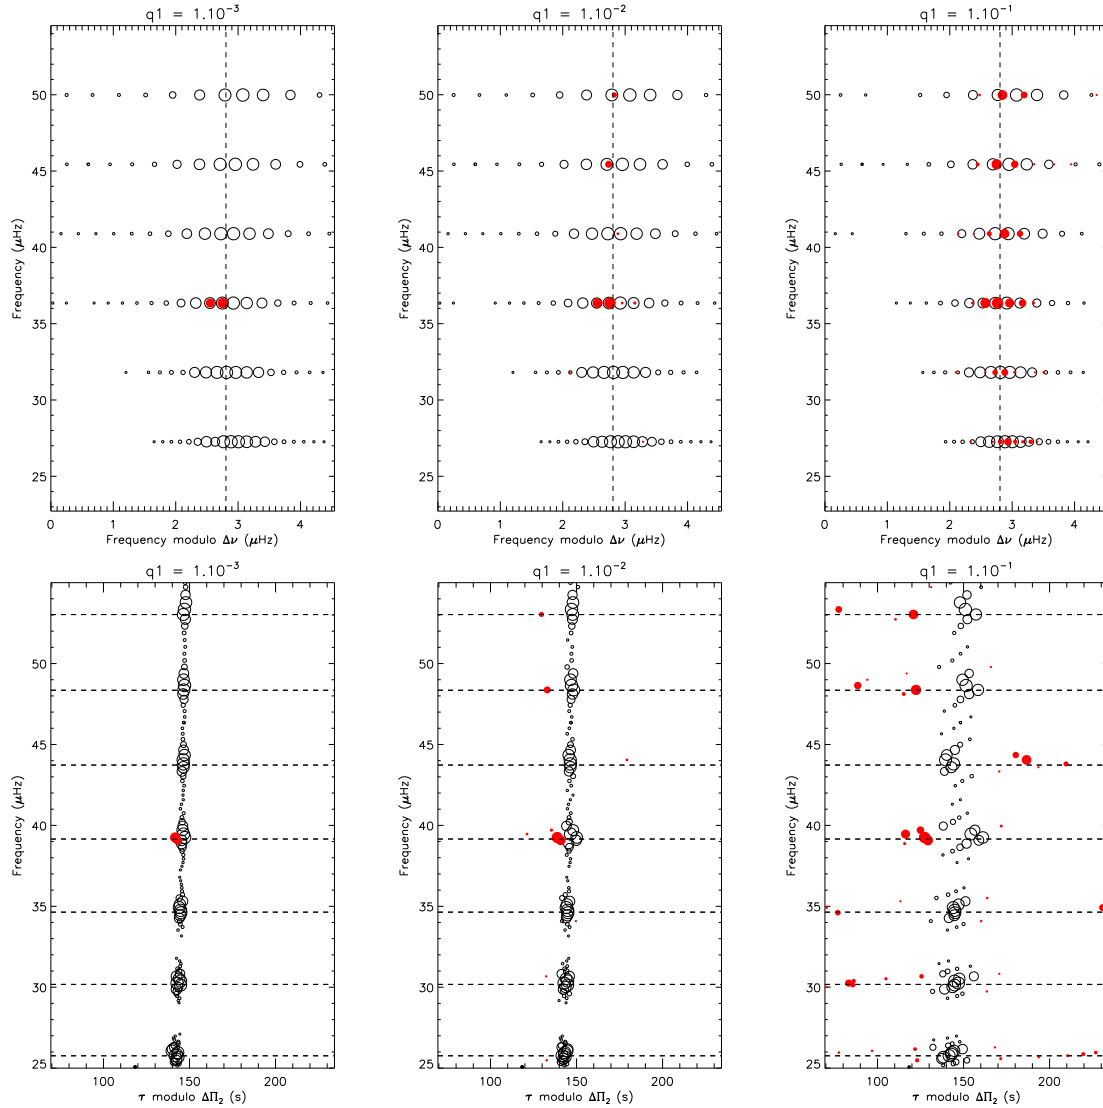 q1 = 1.10⁻³
q1 = 1.10⁻²
q1 = 1.10⁻¹
Frequency (μHz)
50
45
40
35
30
25
0 1 2 3 4
Frequency modulo Δν (μHz)
Frequency (μHz)
50
45
40
35
30
25
0 1 2 3 4
Frequency modulo Δν (μHz)
Frequency (μHz)
50
45
40
35
30
25
0 1 2 3 4
Frequency modulo Δν (μHz)
q1 = 1.10⁻³
q1 = 1.10⁻²
q1 = 1.10⁻¹
Frequency (μHz)
50
45
40
35
30
25
100 150 200
τ modulo ΔΠ₂ (s)
Frequency (μHz)
50
45
40
35
30
25
100 150 200
τ modulo ΔΠ₂ (s)
Frequency (μHz)
50
45
40
35
30
25
100 150 200
τ modulo ΔΠ₂ (s)